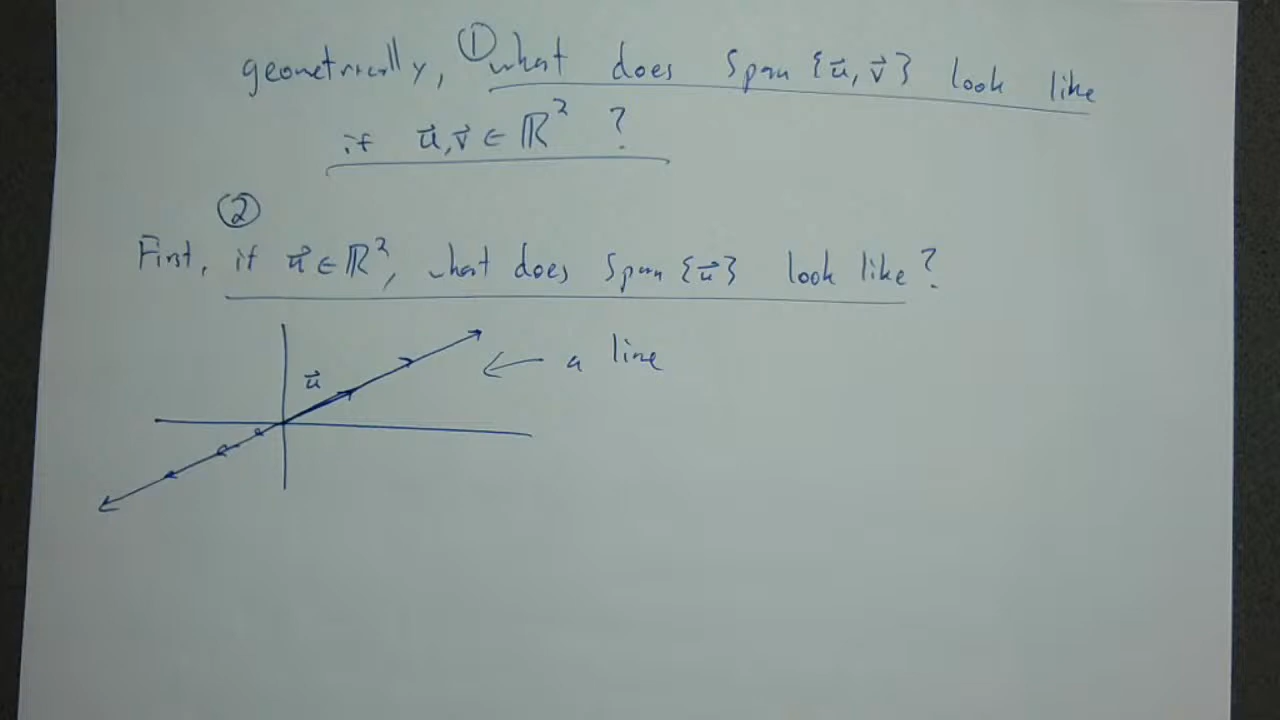 geometrically, ① what does Span {u⃗, v⃗} look like
if u⃗, v⃗ ∈ ℝ² ?
②
First, if u⃗ ∈ ℝ², what does Span {u⃗} look like?
u⃗
← a line